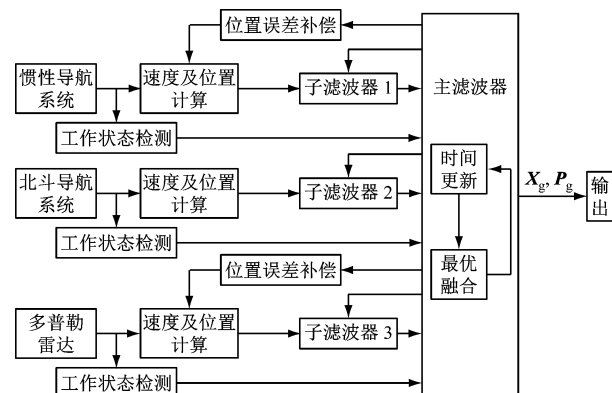 位置误差补偿
惯性导航
系统
速度及位置
计算
子滤波器 1
主滤波器
工作状态检测
北斗导航
系统
速度及位置
计算
子滤波器 2
时间
更新
X_g, P_g
输
出
工作状态检测
位置误差补偿
最优
融合
多普勒
雷达
速度及位置
计算
子滤波器 3
工作状态检测